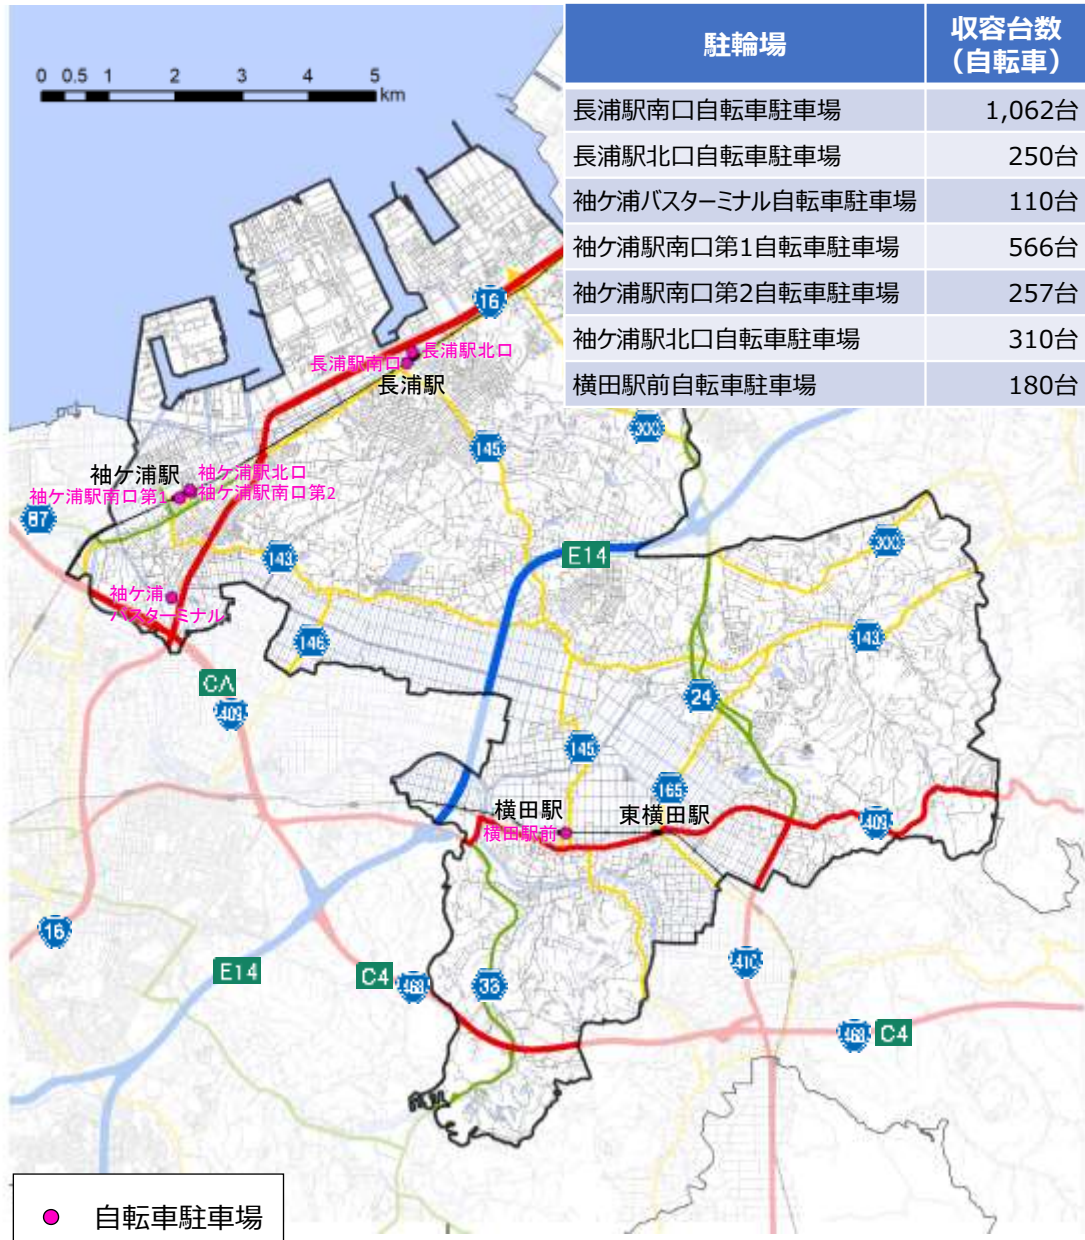 駐輪場 収容台数
（自転車）
長浦駅南口自転車駐車場 1,062台
長浦駅北口自転車駐車場 250台
袖ケ浦バスターミナル自転車駐車場 110台
袖ケ浦駅南口第1自転車駐車場 566台
袖ケ浦駅南口第2自転車駐車場 257台
袖ケ浦駅北口自転車駐車場 310台
横田駅前自転車駐車場 180台
0 0.5 1 2 3 4 5
km
16
長浦駅北口
長浦駅南口
長浦駅
300
145
袖ケ浦駅
袖ケ浦駅北口
袖ケ浦駅南口第1
袖ケ浦駅南口第2
87
300
E14
143
袖ケ浦
バスターミナル
146
143
CA
24
409
145
165
横田駅
東横田駅
横田駅前
409
16
410
E14
C4
468
33
468
C4
自転車駐車場